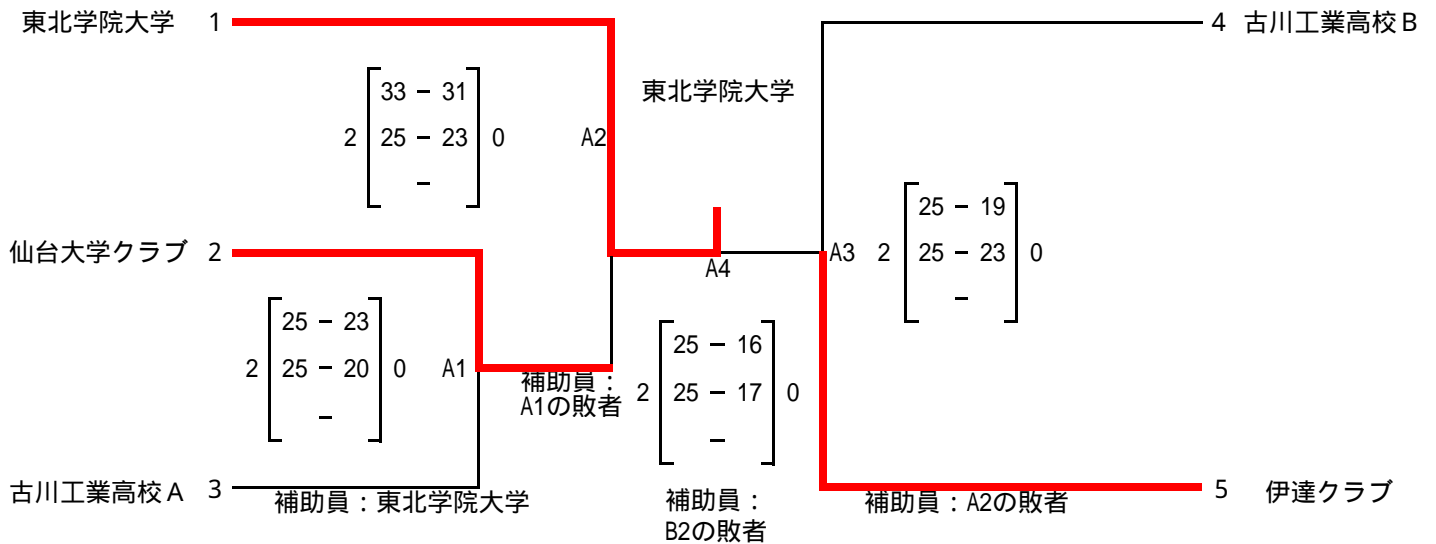 東北学院大学 1
4 古川工業高校B
東北学院大学
33 - 31
2 25 - 23 0
-
A2
25 - 19
A3 2 25 - 23 0
-
仙台大学クラブ 2
A4
25 - 23
2 25 - 20 0
-
A1
補助員：
A1の敗者
25 - 16
2 25 - 17 0
-
古川工業高校A 3
補助員：東北学院大学
補助員：
B2の敗者
補助員：A2の敗者
5 伊達クラブ